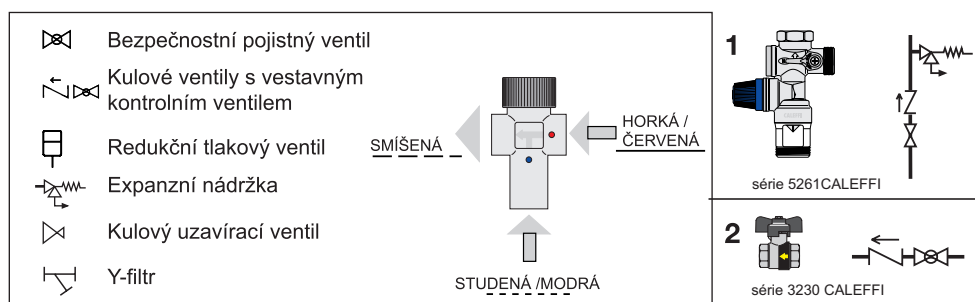 Bezpečnostní pojistný ventil
Kulové ventily s vestavným
kontrolním ventilem
Redukční tlakový ventil
Expanzní nádržka
Kulový uzavírací ventil
Y-filtr
SMÍŠENÁ
HORKÁ /
ČERVENÁ
STUDENÁ /MODRÁ
1
série 5261CALEFFI
2
série 3230 CALEFFI